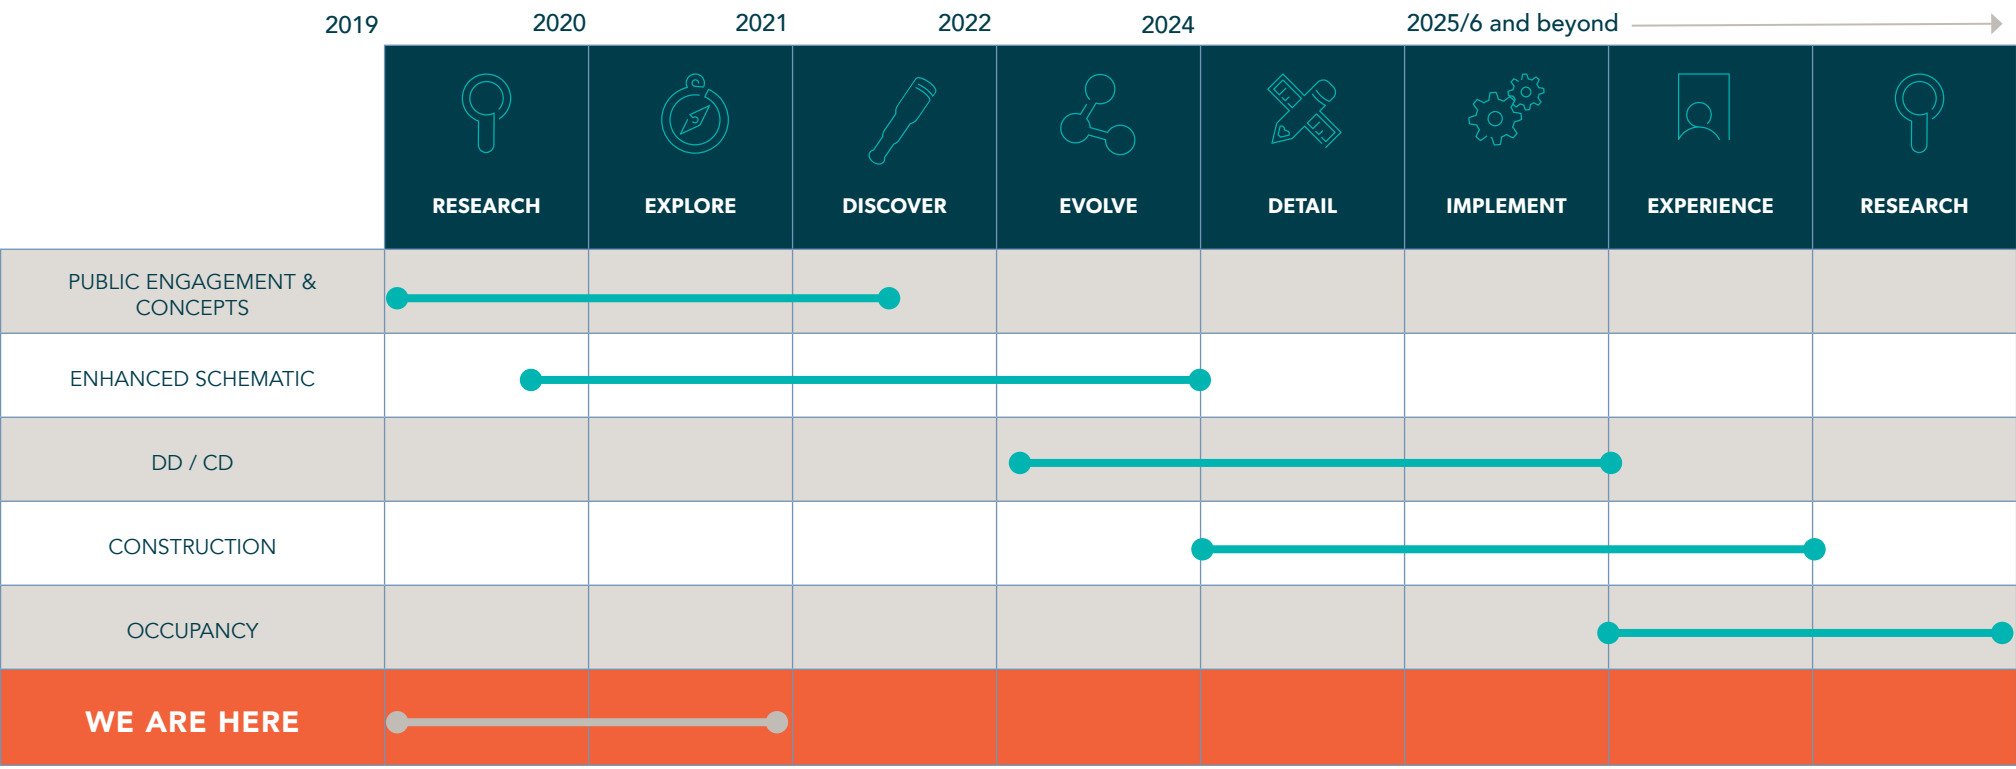 2019 2020 2021 2022 2024 2025/6 and beyond
RESEARCH EXPLORE DISCOVER EVOLVE DETAIL IMPLEMENT EXPERIENCE RESEARCH
PUBLIC ENGAGEMENT &
CONCEPTS
ENHANCED SCHEMATIC
DD / CD
CONSTRUCTION
OCCUPANCY
WE ARE HERE